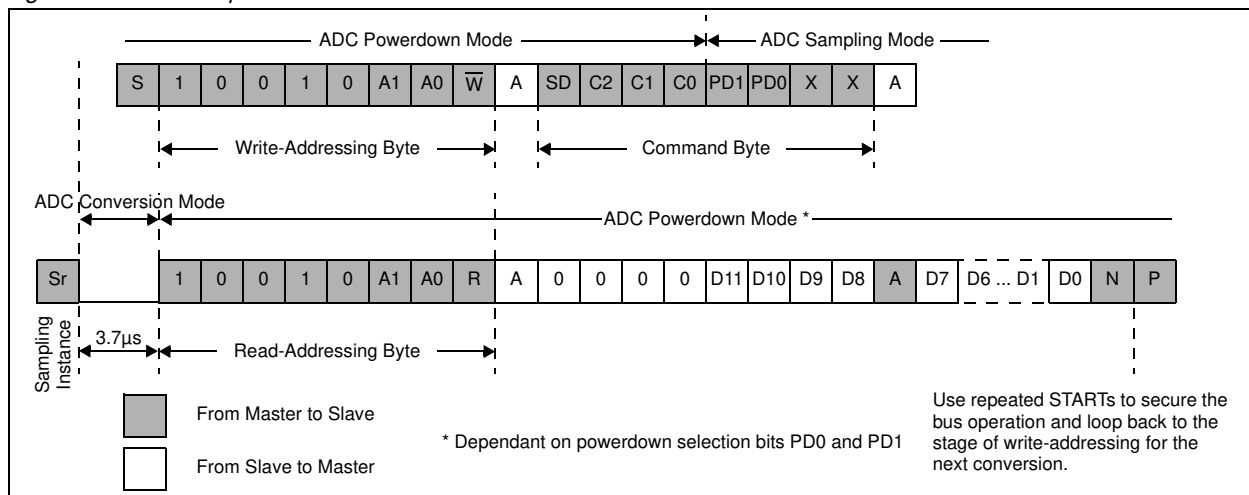 ADC Powerdown Mode ADC Sampling Mode
S 1 0 0 1 0 A1 A0 W̅ A SD C2 C1 C0 PD1 PD0 X X A
Write-Addressing Byte Command Byte
ADC Conversion Mode
ADC Powerdown Mode *
Sr 1 0 0 1 0 A1 A0 R A 0 0 0 0 D11 D10 D9 D8 A D7 D6 ... D1 D0 N P
Sampling
Instance
3.7µs
Read-Addressing Byte
From Master to Slave
From Slave to Master
* Dependant on powerdown selection bits PD0 and PD1
Use repeated STARTs to secure the
bus operation and loop back to the
stage of write-addressing for the
next conversion.